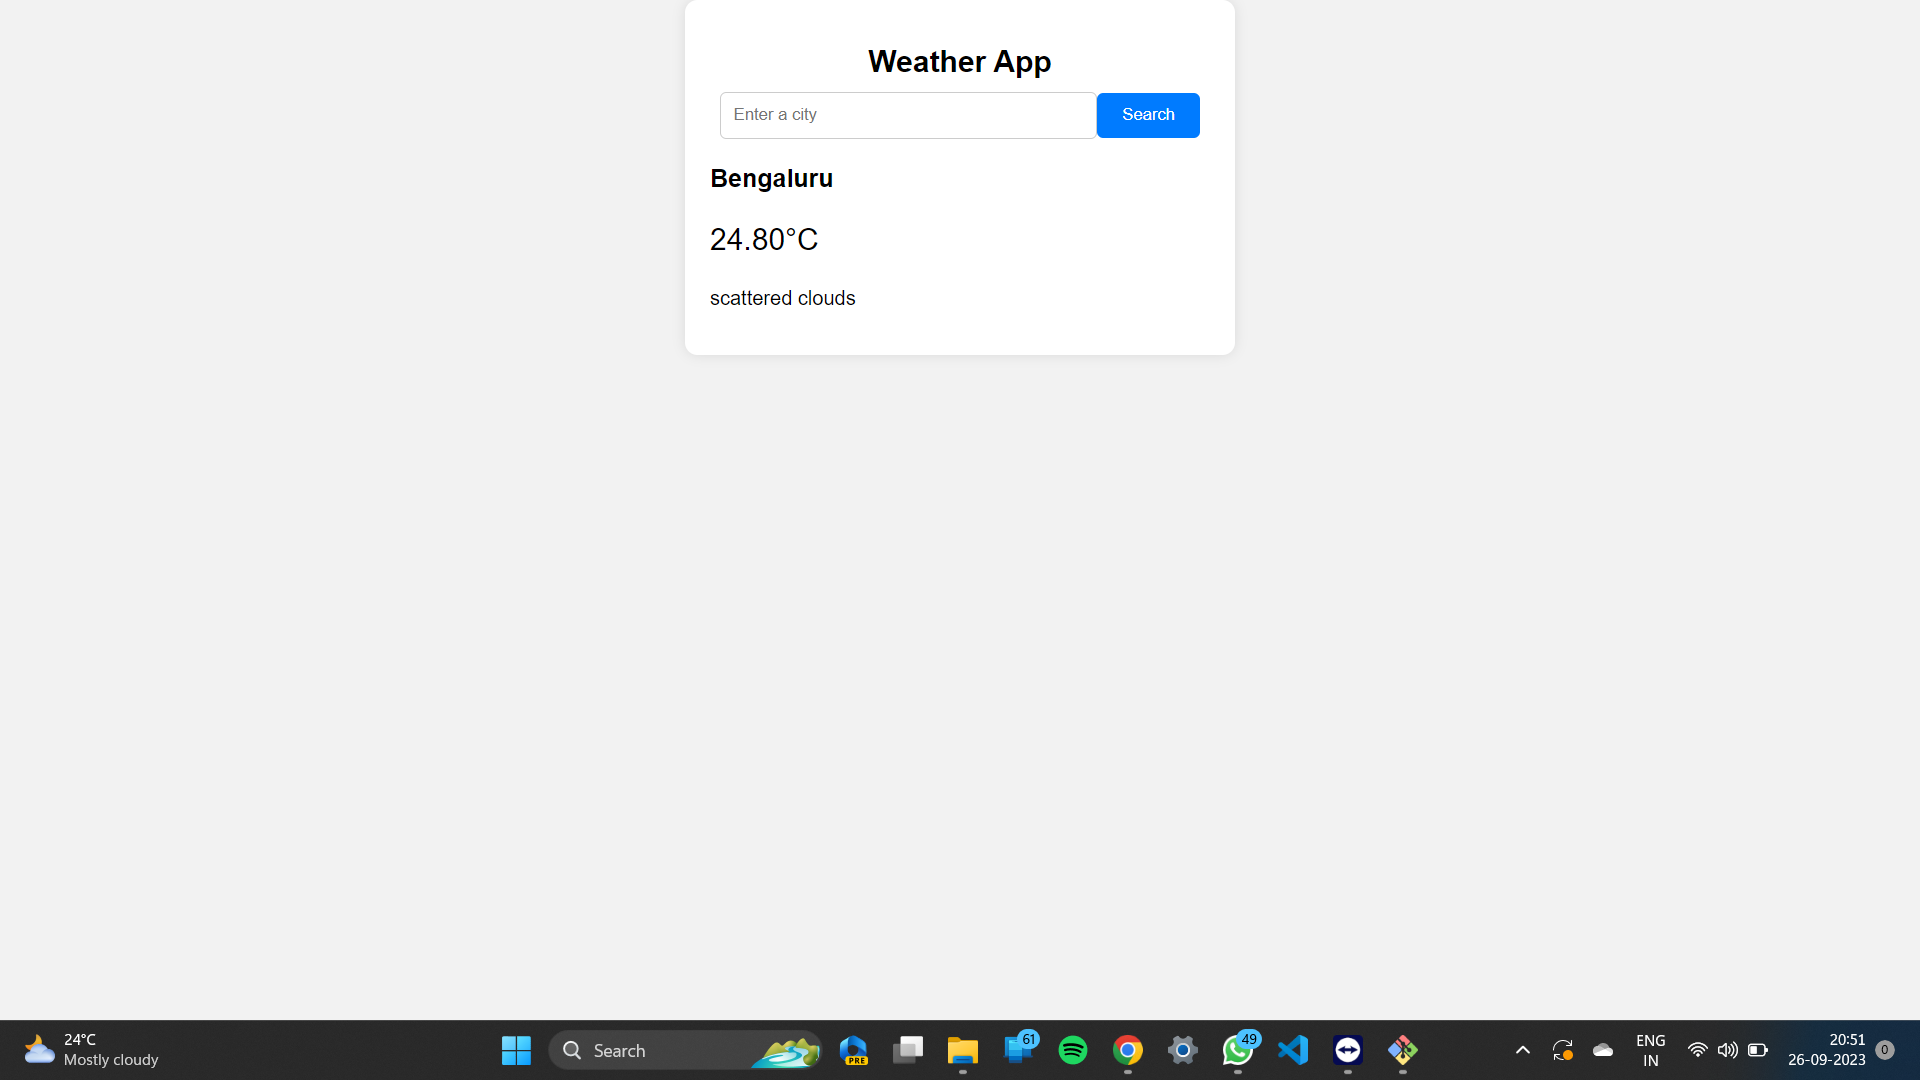 Weather App
Enter a city
Search
Bengaluru
24.80°C
scattered clouds
24°C
Mostly cloudy
Search
PRE
61
49
ENG
IN
20:51
26-09-2023
0